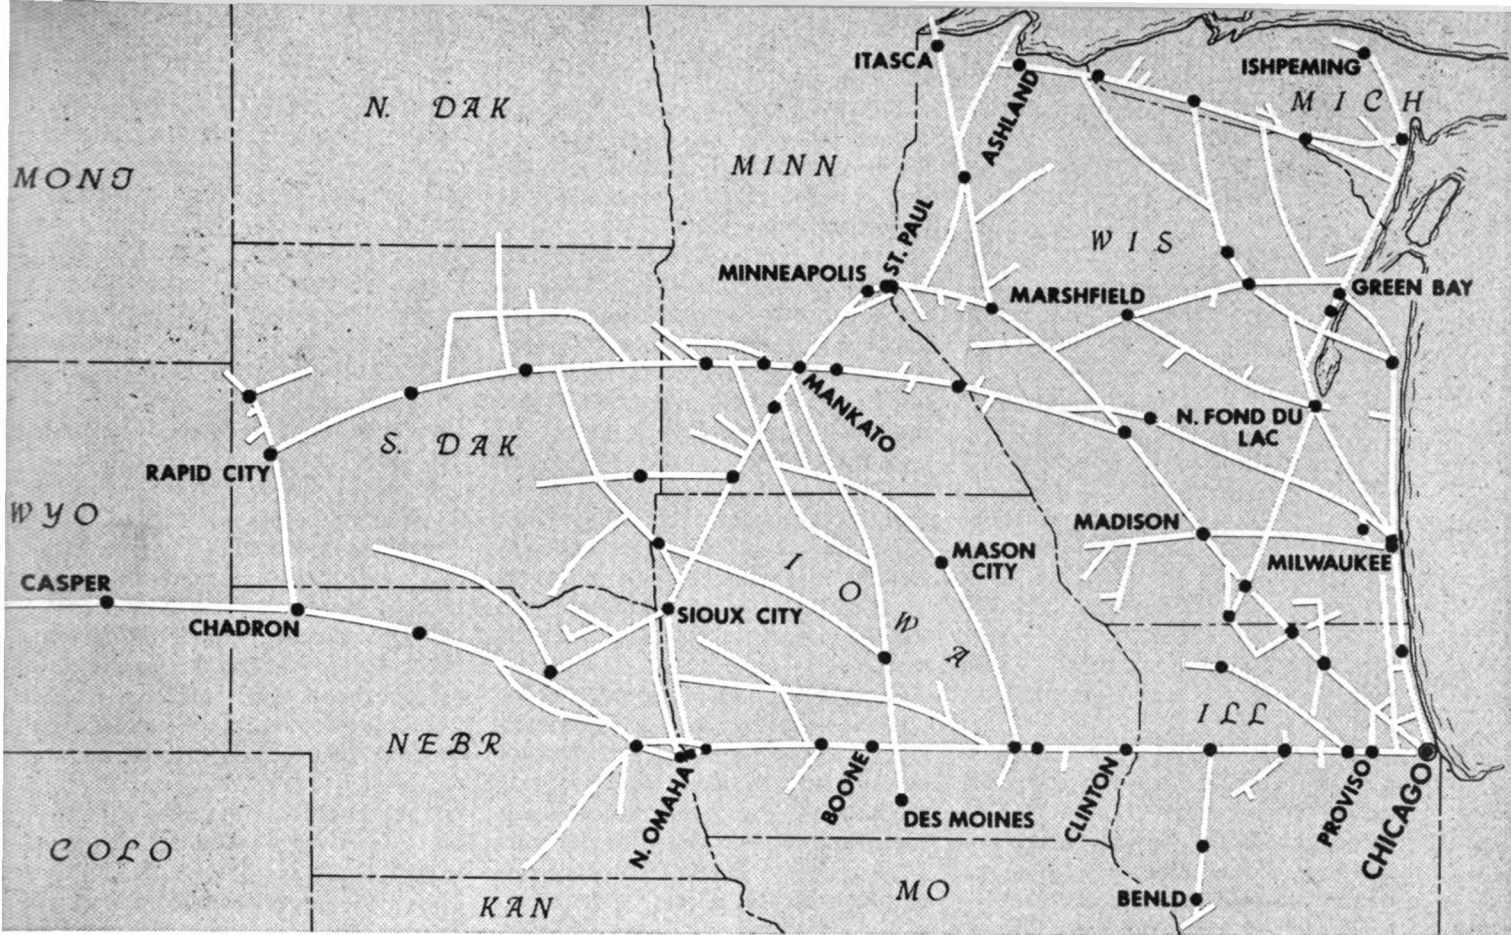 ITASCA
ISHPEMING
N. DAK
MICH
ASHLAND
MINN
MONT
ST. PAUL
WIS
MINNEAPOLIS
MARSHFIELD
GREEN BAY
MANKATO
N. FOND DU
LAC
S. DAK
RAPID CITY
WYO
MADISON
MASON
CITY
MILWAUKEE
IOWA
CASPER
SIOUX CITY
CHADRON
ILL
NEBR
BOONE
N. OMAHA
CLINTON
PROVISO
CHICAGO
DES MOINES
COLO
KAN
MO
BENLD